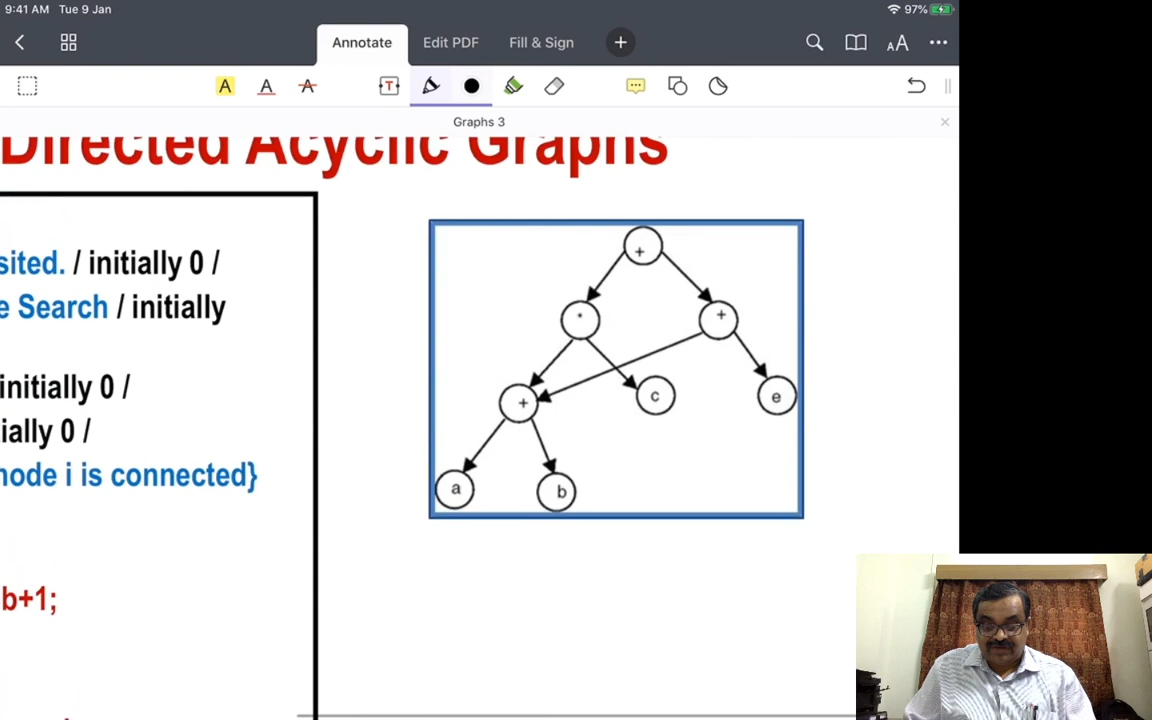 9:41 AM Tue 9 Jan
97%
Annotate
Edit PDF
Fill & Sign
A
A
A
T
AA
Graphs 3
Directed Acyclic Graphs
sited. / initially 0 /
e Search / initially
initially 0 /
ially 0 /
node i is connected}
b+1;
+
*
+
+
c
e
a
b